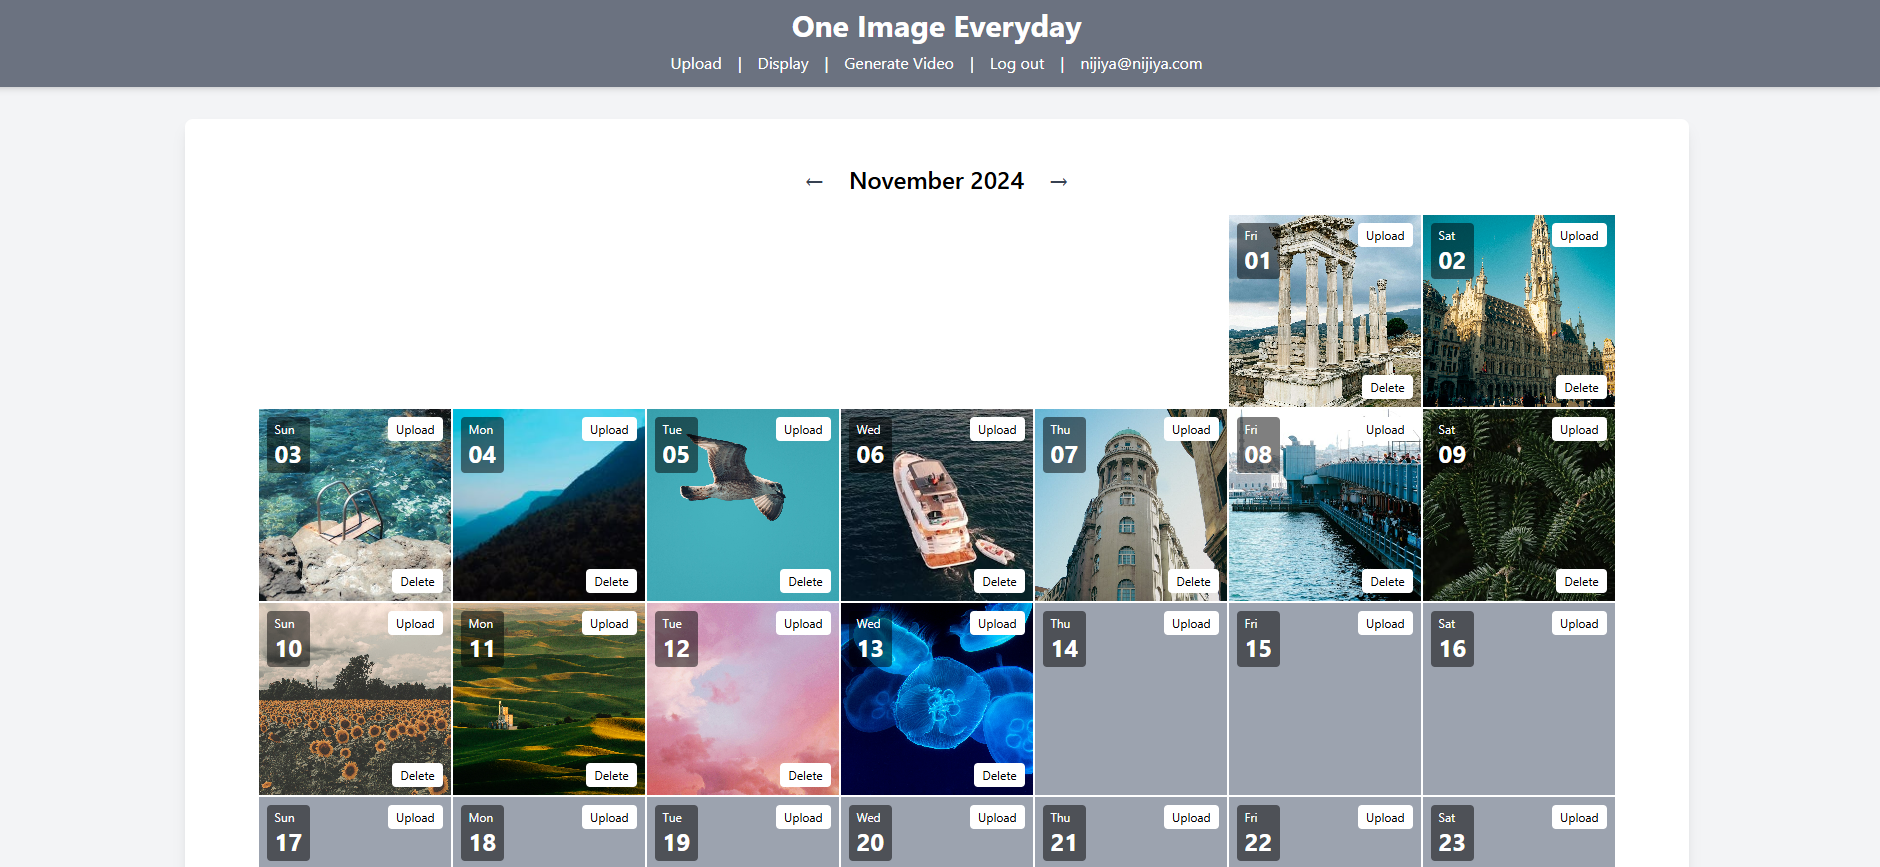 One Image Everyday
Upload | Display | Generate Video | Log out | nijiya@nijiya.com
← November 2024 →
Fri Upload Sat Upload
01 02
Delete Delete
Sun Upload Mon Upload Tue Upload Wed Upload Thu Upload Fri Upload Sat Upload
03 04 05 06 07 08 09
Delete Delete Delete Delete Delete Delete Delete
Sun Upload Mon Upload Tue Upload Wed Upload Thu Upload Fri Upload Sat Upload
10 11 12 13 14 15 16
Delete Delete Delete Delete
Sun Upload Mon Upload Tue Upload Wed Upload Thu Upload Fri Upload Sat Upload
17 18 19 20 21 22 23